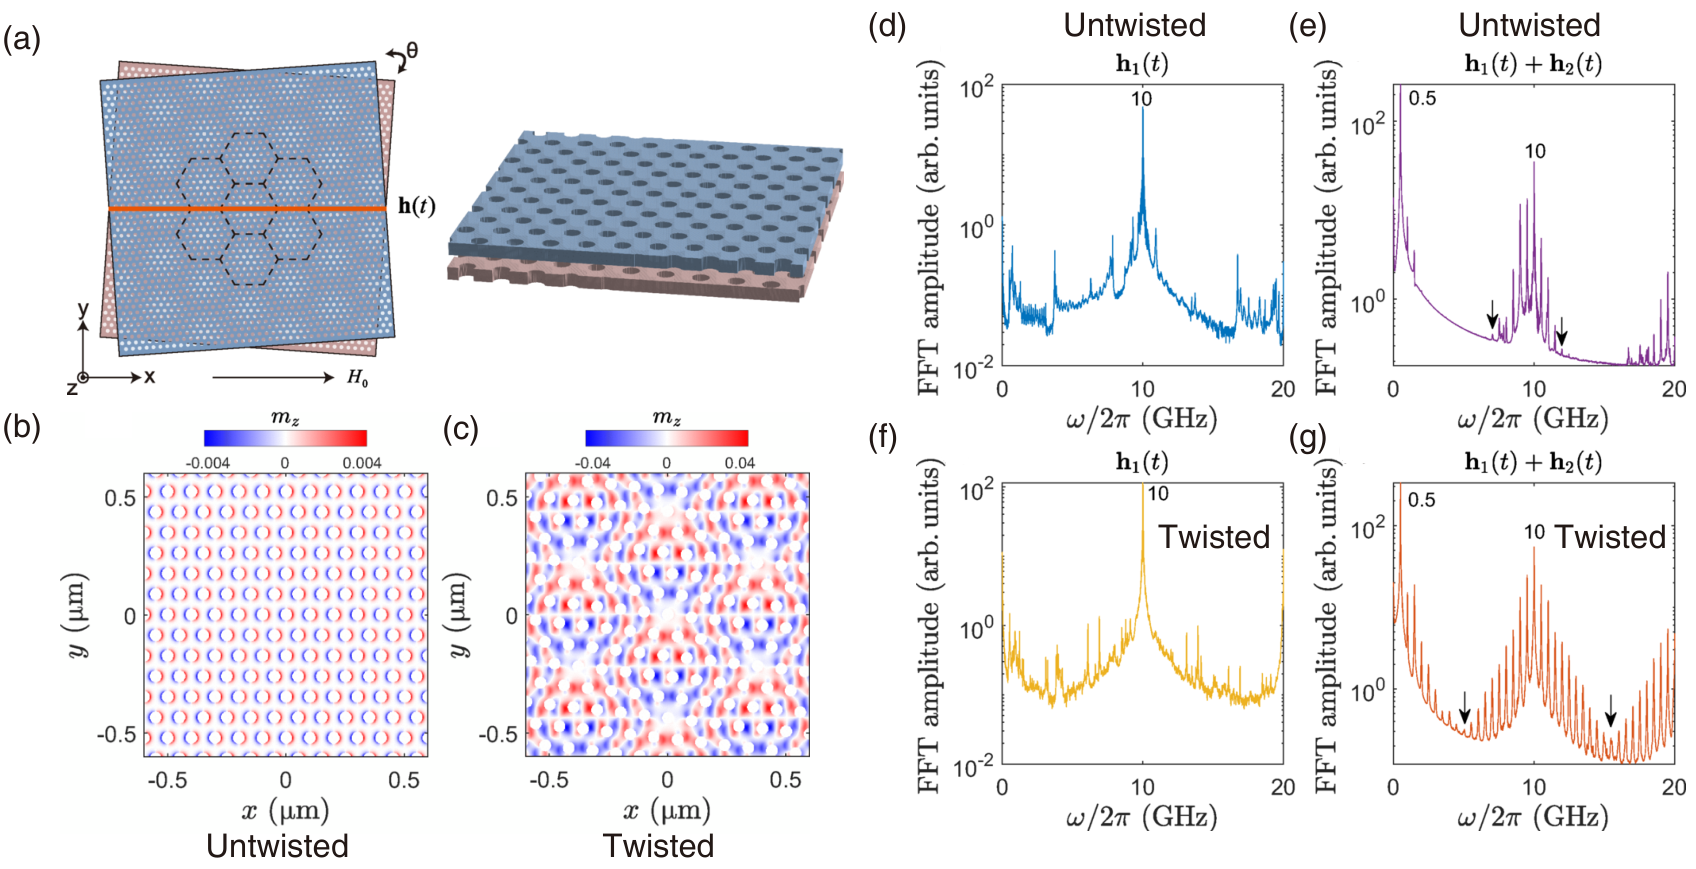 (a)
θ
h(t)
y
z
x
H₀
(b)
m_z
-0.004 0 0.004
y (μm)
0.5
0
-0.5
-0.5 0 0.5
x (μm)
Untwisted
(c)
m_z
-0.04 0 0.04
y (μm)
0.5
0
-0.5
-0.5 0 0.5
x (μm)
Twisted
(d)
Untwisted
h₁(t)
FFT amplitude (arb. units)
10²
10⁰
10⁻²
10
0 10 20
ω/2π (GHz)
(e)
Untwisted
h₁(t) + h₂(t)
FFT amplitude (arb. units)
10²
10⁰
0.5
10
0 10 20
ω/2π (GHz)
(f)
h₁(t)
FFT amplitude (arb. units)
10²
10⁰
10⁻²
10
Twisted
0 10 20
ω/2π (GHz)
(g)
h₁(t) + h₂(t)
FFT amplitude (arb. units)
10²
10⁰
0.5
10
Twisted
0 10 20
ω/2π (GHz)